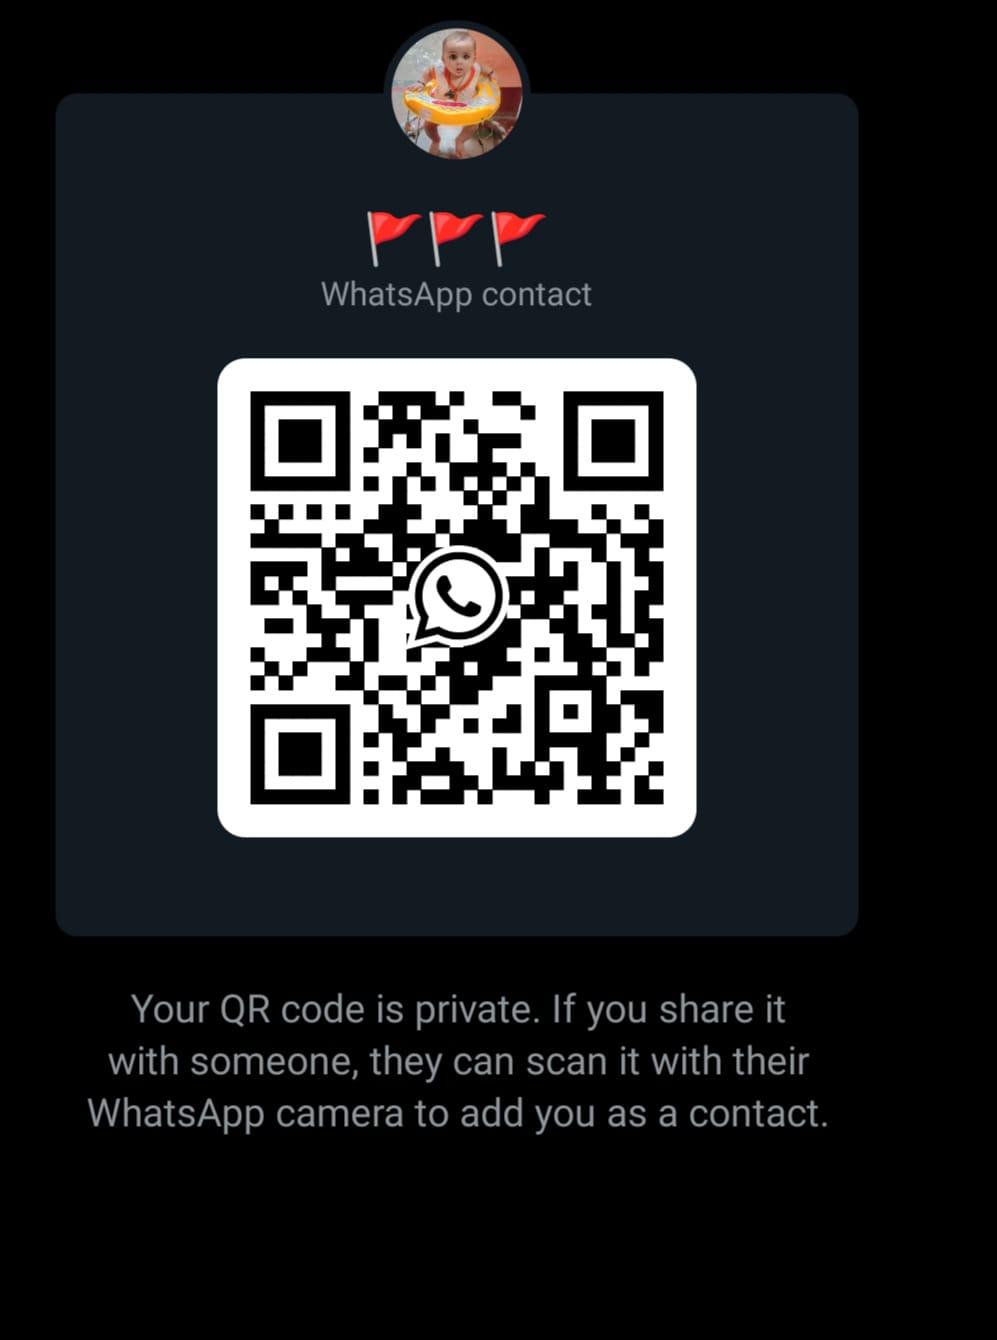 🚩🚩🚩
WhatsApp contact
Your QR code is private. If you share it
with someone, they can scan it with their
WhatsApp camera to add you as a contact.